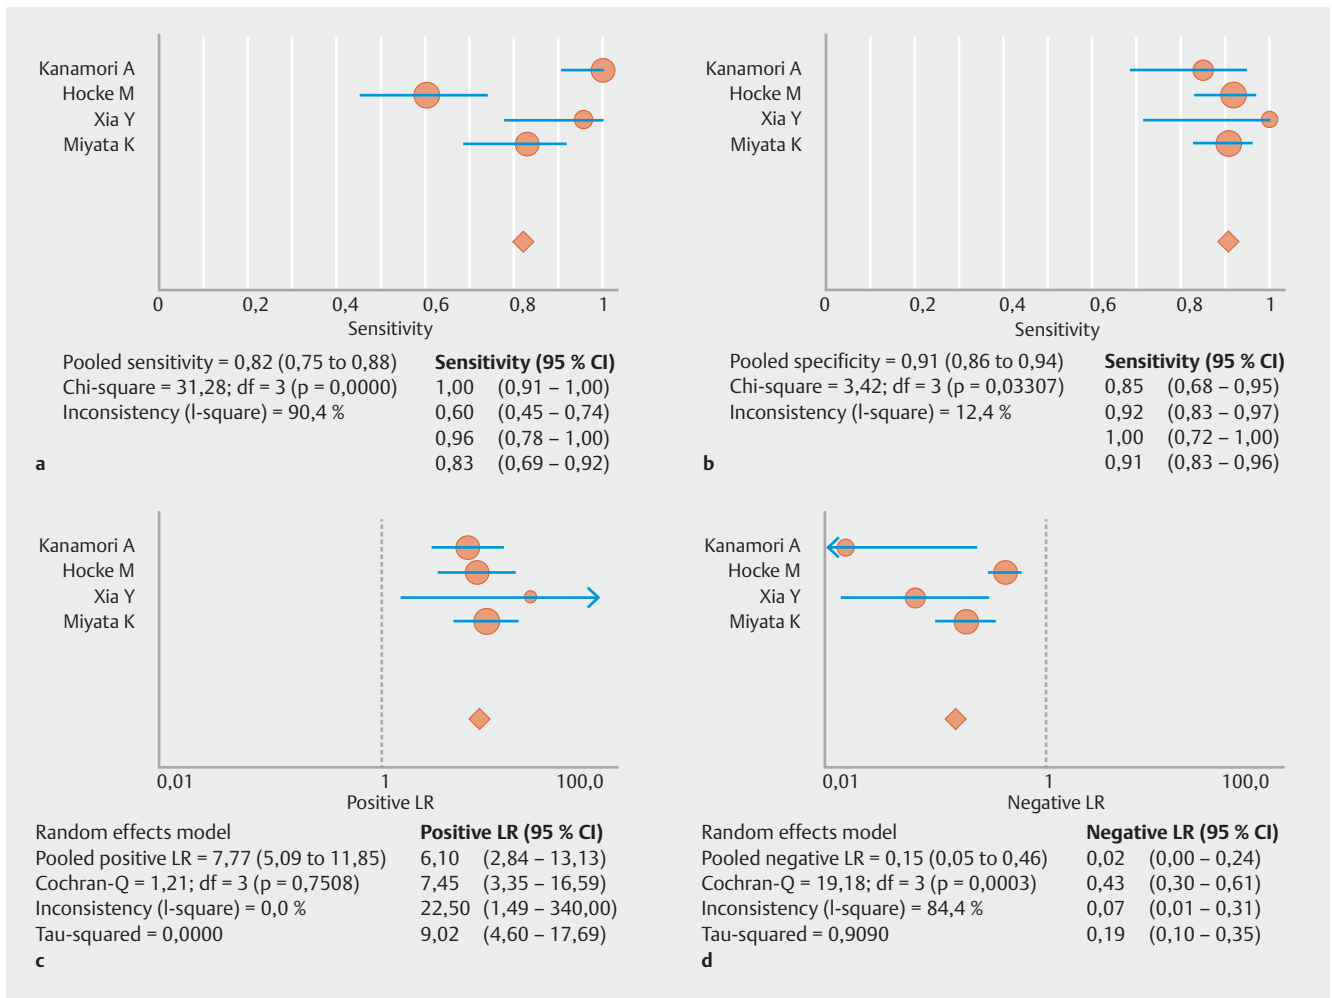 Kanamori A
Hocke M
Xia Y
Miyata K
0 0,2 0,4 0,6 0,8 1
Sensitivity
Pooled sensitivity = 0,82 (0,75 to 0,88)
Chi-square = 31,28; df = 3 (p = 0,0000)
Inconsistency (l-square) = 90,4 %
Sensitivity (95 % CI)
1,00 (0,91 – 1,00)
0,60 (0,45 – 0,74)
0,96 (0,78 – 1,00)
0,83 (0,69 – 0,92)
a
Kanamori A
Hocke M
Xia Y
Miyata K
0 0,2 0,4 0,6 0,8 1
Sensitivity
Pooled specificity = 0,91 (0,86 to 0,94)
Chi-square = 3,42; df = 3 (p = 0,03307)
Inconsistency (l-square) = 12,4 %
Sensitivity (95 % CI)
0,85 (0,68 – 0,95)
0,92 (0,83 – 0,97)
1,00 (0,72 – 1,00)
0,91 (0,83 – 0,96)
b
Kanamori A
Hocke M
Xia Y
Miyata K
0,01 1 100,0
Positive LR
Random effects model
Pooled positive LR = 7,77 (5,09 to 11,85)
Cochran-Q = 1,21; df = 3 (p = 0,7508)
Inconsistency (l-square) = 0,0 %
Tau-squared = 0,0000
Positive LR (95 % CI)
6,10 (2,84 – 13,13)
7,45 (3,35 – 16,59)
22,50 (1,49 – 340,00)
9,02 (4,60 – 17,69)
c
Kanamori A
Hocke M
Xia Y
Miyata K
0,01 1 100,0
Negative LR
Random effects model
Pooled negative LR = 0,15 (0,05 to 0,46)
Cochran-Q = 19,18; df = 3 (p = 0,0003)
Inconsistency (l-square) = 84,4 %
Tau-squared = 0,9090
Negative LR (95 % CI)
0,02 (0,00 – 0,24)
0,43 (0,30 – 0,61)
0,07 (0,01 – 0,31)
0,19 (0,10 – 0,35)
d